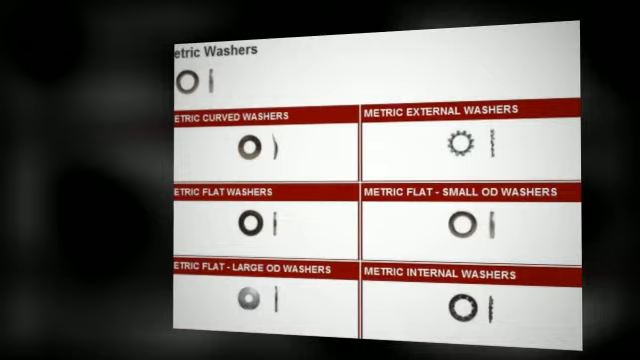 etric Washers
ETRIC CURVED WASHERS
METRIC EXTERNAL WASHERS
ETRIC FLAT WASHERS
METRIC FLAT - SMALL OD WASHERS
ETRIC FLAT - LARGE OD WASHERS
METRIC INTERNAL WASHERS